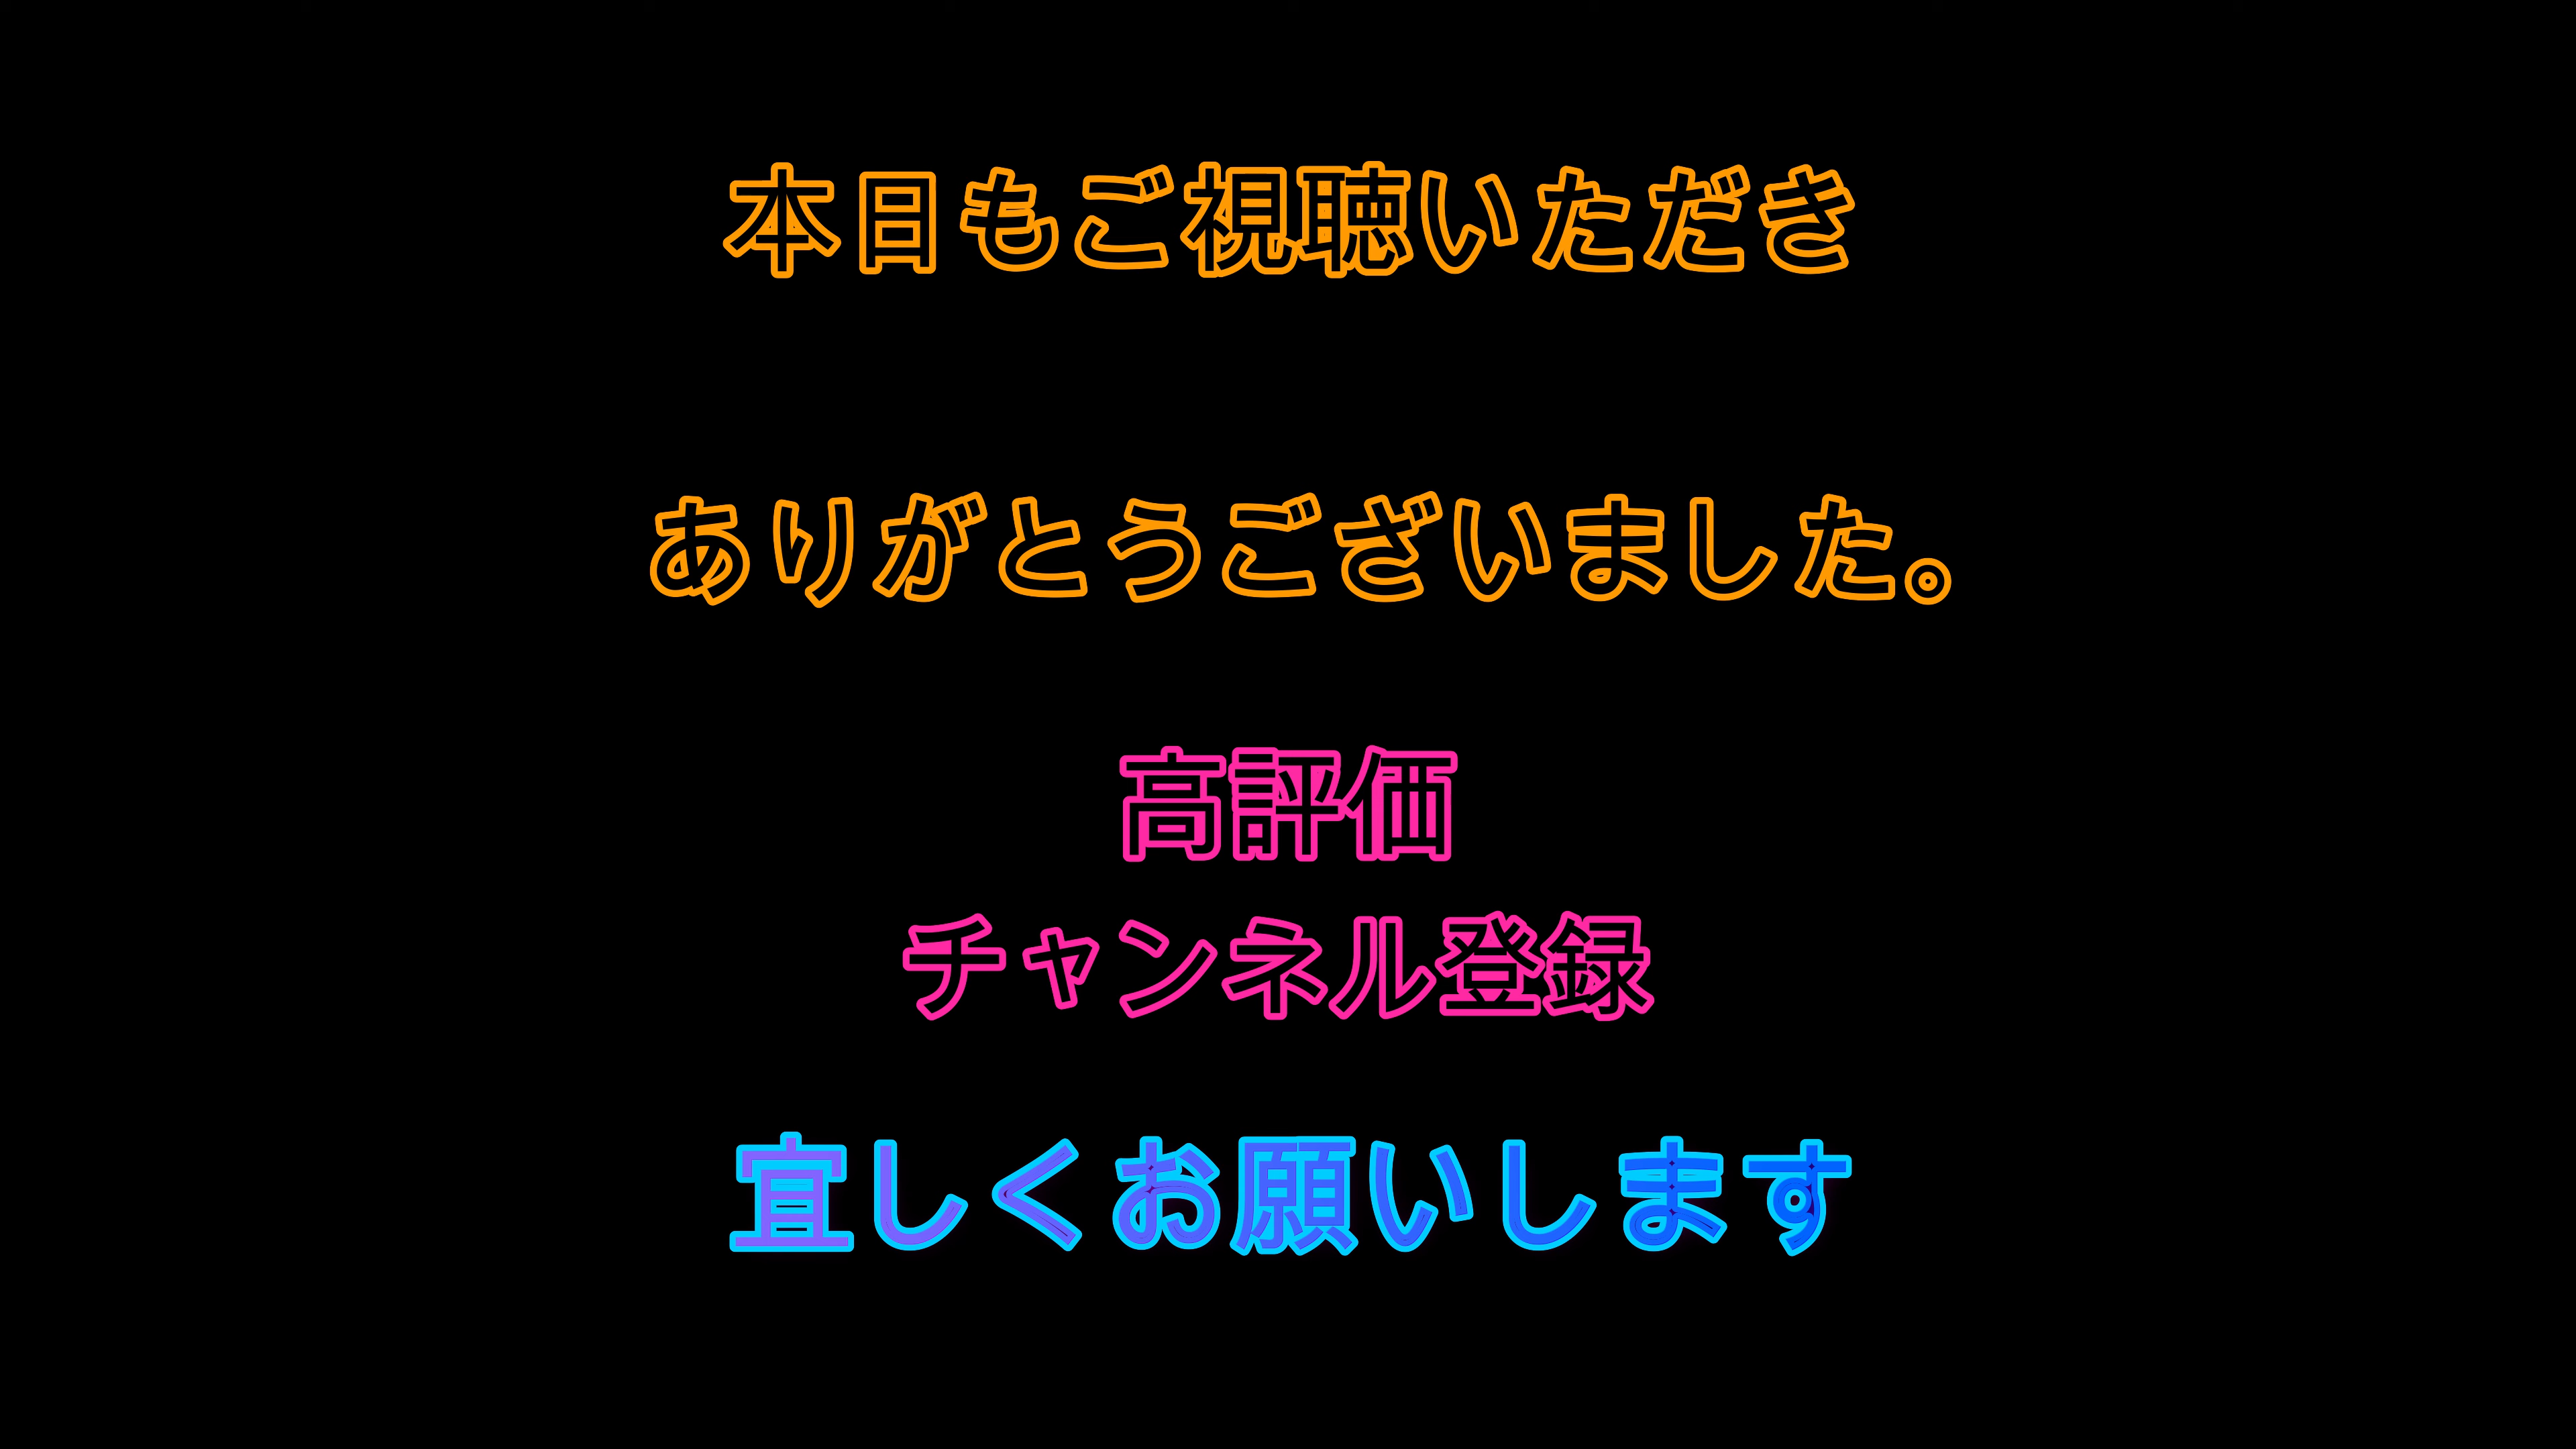 本日もご視聴いただき
ありがとうございました。
高評価
チャンネル登録
宜しくお願いします